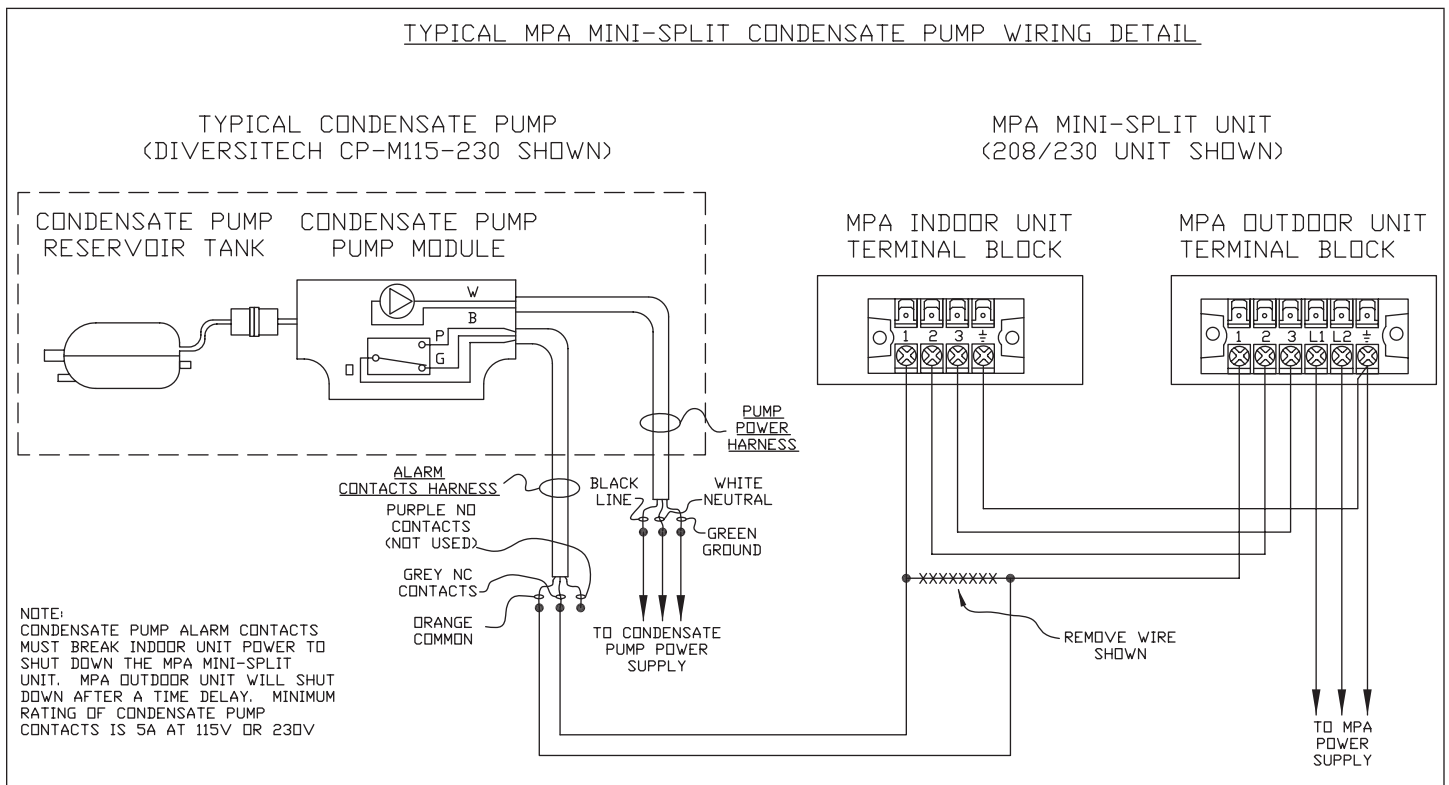 TYPICAL MPA MINI-SPLIT CONDENSATE PUMP WIRING DETAIL
TYPICAL CONDENSATE PUMP
(DIVERSITECH CP-M115-230 SHOWN)
MPA MINI-SPLIT UNIT
(208/230 UNIT SHOWN)
CONDENSATE PUMP
RESERVOIR TANK
CONDENSATE PUMP
PUMP MODULE
W
B
P
G
O
MPA INDOOR UNIT
TERMINAL BLOCK
1 2 3
MPA OUTDOOR UNIT
TERMINAL BLOCK
1 2 3 L1 L2
PUMP
POWER
HARNESS
ALARM
CONTACTS HARNESS
BLACK
LINE
WHITE
NEUTRAL
GREEN
GROUND
PURPLE NO
CONTACTS
(NOT USED)
GREY NC
CONTACTS
ORANGE
COMMON
TO CONDENSATE
PUMP POWER
SUPPLY
XXXXXXXX
REMOVE WIRE
SHOWN
TO MPA
POWER
SUPPLY
NOTE:
CONDENSATE PUMP ALARM CONTACTS
MUST BREAK INDOOR UNIT POWER TO
SHUT DOWN THE MPA MINI-SPLIT
UNIT. MPA OUTDOOR UNIT WILL SHUT
DOWN AFTER A TIME DELAY. MINIMUM
RATING OF CONDENSATE PUMP
CONTACTS IS 5A AT 115V OR 230V